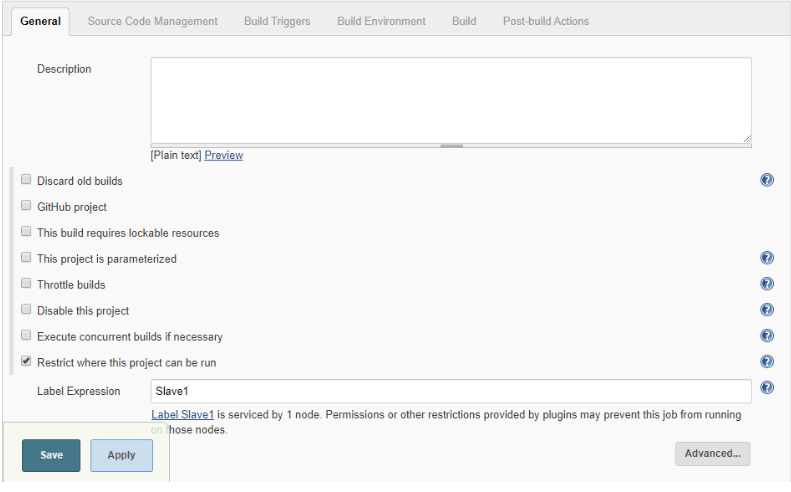 General Source Code Management Build Triggers Build Environment Build Post-build Actions
Description
[Plain text] Preview
Discard old builds
GitHub project
This build requires lockable resources
This project is parameterized
Throttle builds
Disable this project
Execute concurrent builds if necessary
Restrict where this project can be run
Label Expression Slave1
Label Slave1 is serviced by 1 node. Permissions or other restrictions provided by plugins may prevent this job from running
on those nodes.
Save Apply Advanced...